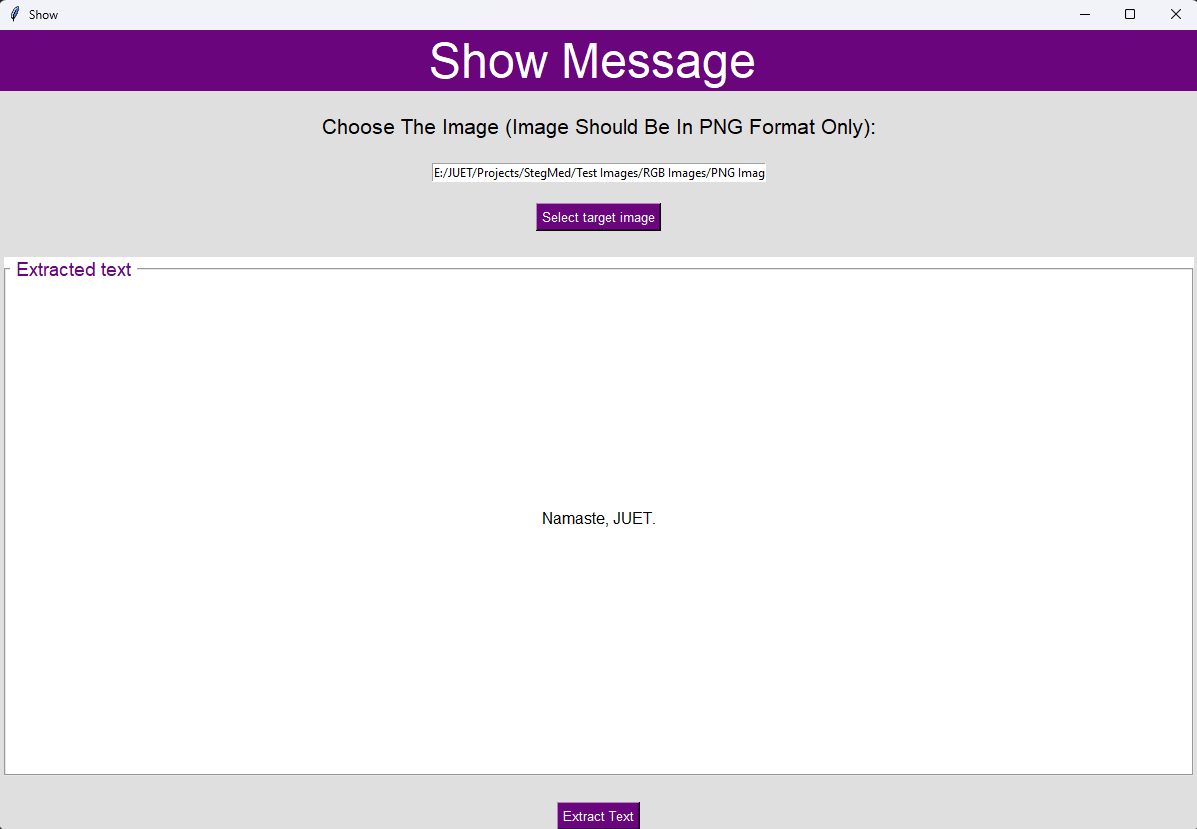 Show
Show Message
Choose The Image (Image Should Be In PNG Format Only):
E:/JUET/Projects/StegMed/Test Images/RGB Images/PNG Imag
Select target image
Extracted text
Namaste, JUET.
Extract Text